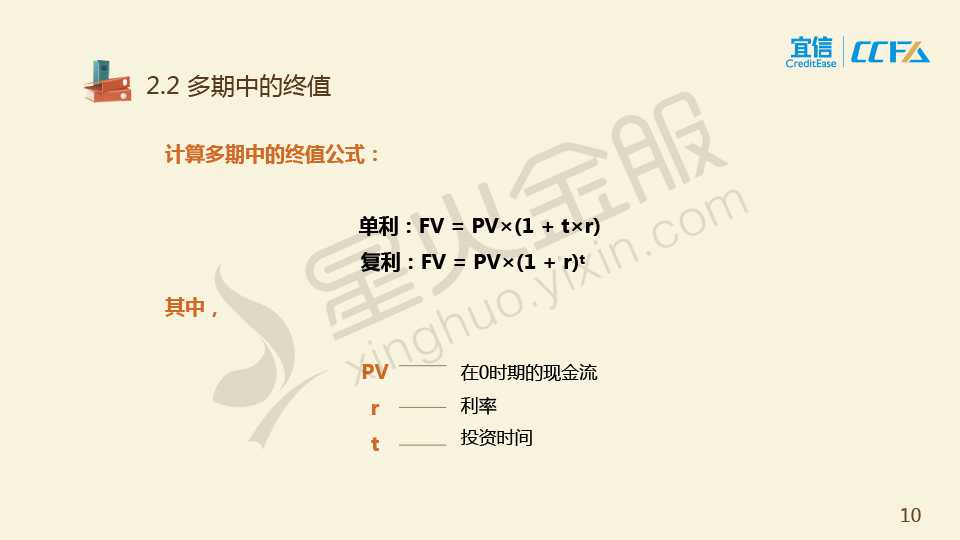 宜信
CreditEase
CCFA
2.2 多期中的终值
计算多期中的终值公式：
单利：FV = PV×(1 + t×r)
复利：FV = PV×(1 + r)ᵗ
其中，
PV 在0时期的现金流
r 利率
t 投资时间
星火金服
xinghuo.yixin.com
10